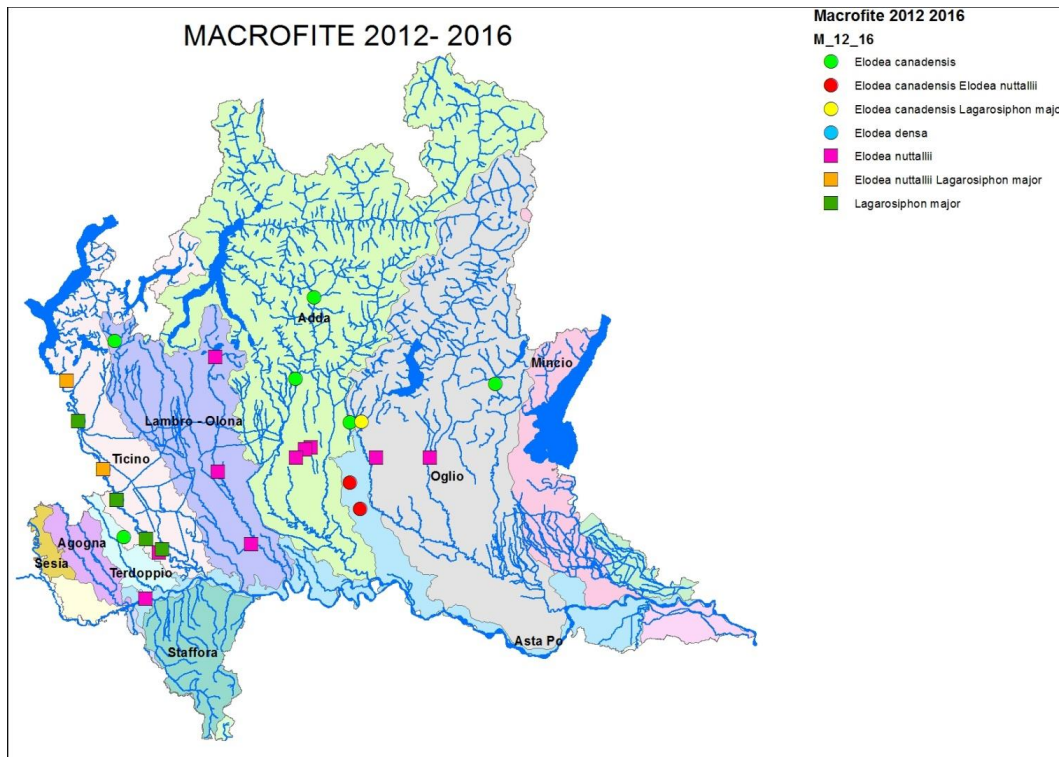 MACROFITE 2012- 2016
Macrofite 2012 2016
M_12_16
Elodea canadensis
Elodea canadensis Elodea nuttallii
Elodea canadensis Lagarosiphon majo
Elodea densa
Elodea nuttallii
Elodea nuttallii Lagarosiphon major
Lagarosiphon major
Adda
Mincio
Lambro - Olona
Ticino
Oglio
Agogna
Sesia
Terdoppio
Asta Po
Staffora